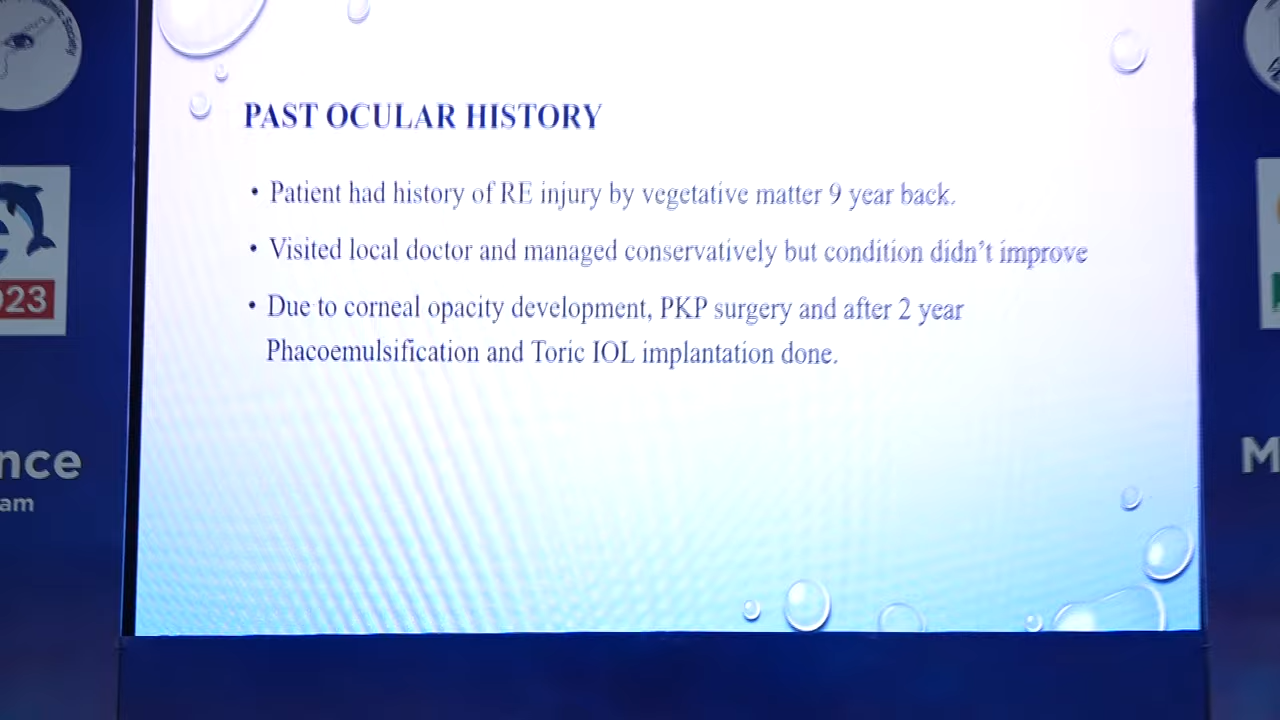 PAST OCULAR HISTORY
• Patient had history of RE injury by vegetative matter 9 year back.
• Visited local doctor and managed conservatively but condition didn't improve
• Due to corneal opacity development, PKP surgery and after 2 year
Phacoemulsification and Toric IOL implantation done.
Society
023
nce
am
M